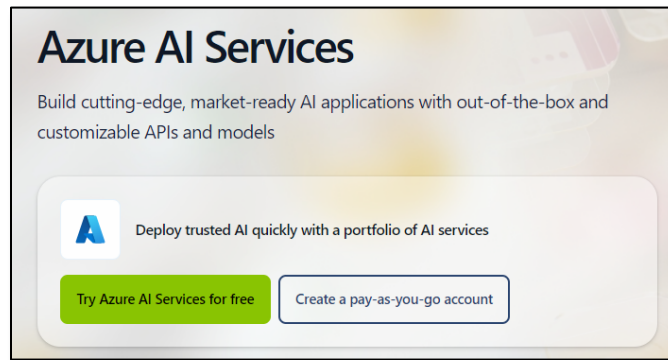 Azure AI Services
Build cutting-edge, market-ready AI applications with out-of-the-box and
customizable APIs and models
Deploy trusted AI quickly with a portfolio of AI services
Try Azure AI Services for free
Create a pay-as-you-go account